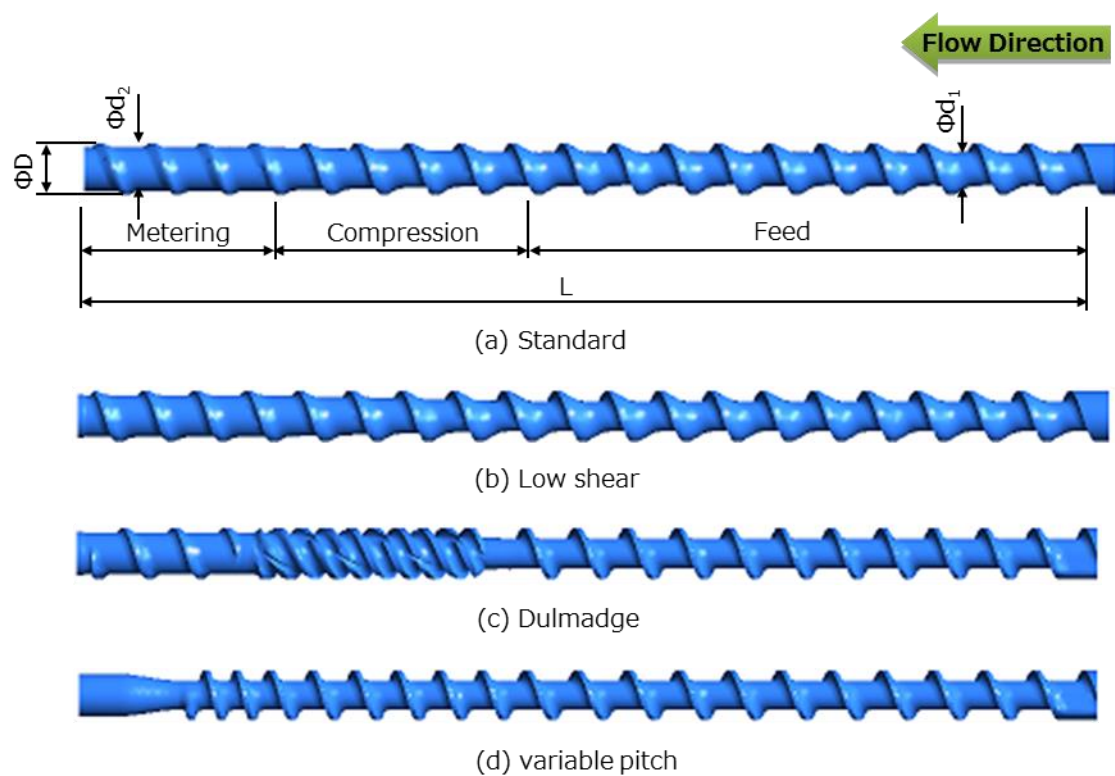 Flow Direction
Φd₂
Φd₁
ΦD
Metering
Compression
Feed
L
(a) Standard
(b) Low shear
(c) Dulmadge
(d) variable pitch